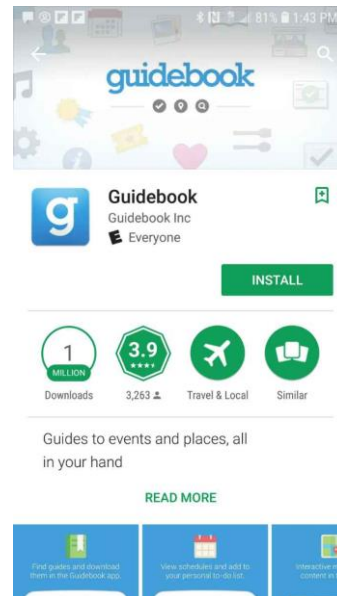 81% 1:43 PM
guidebook
g
Guidebook
Guidebook Inc
E Everyone
INSTALL
1
MILLION
Downloads
3.9
3,263
Travel & Local
Similar
Guides to events and places, all
in your hand
READ MORE
Find guides and download
them in the Guidebook app.
View schedules and add to
your personal to-do list.
content in